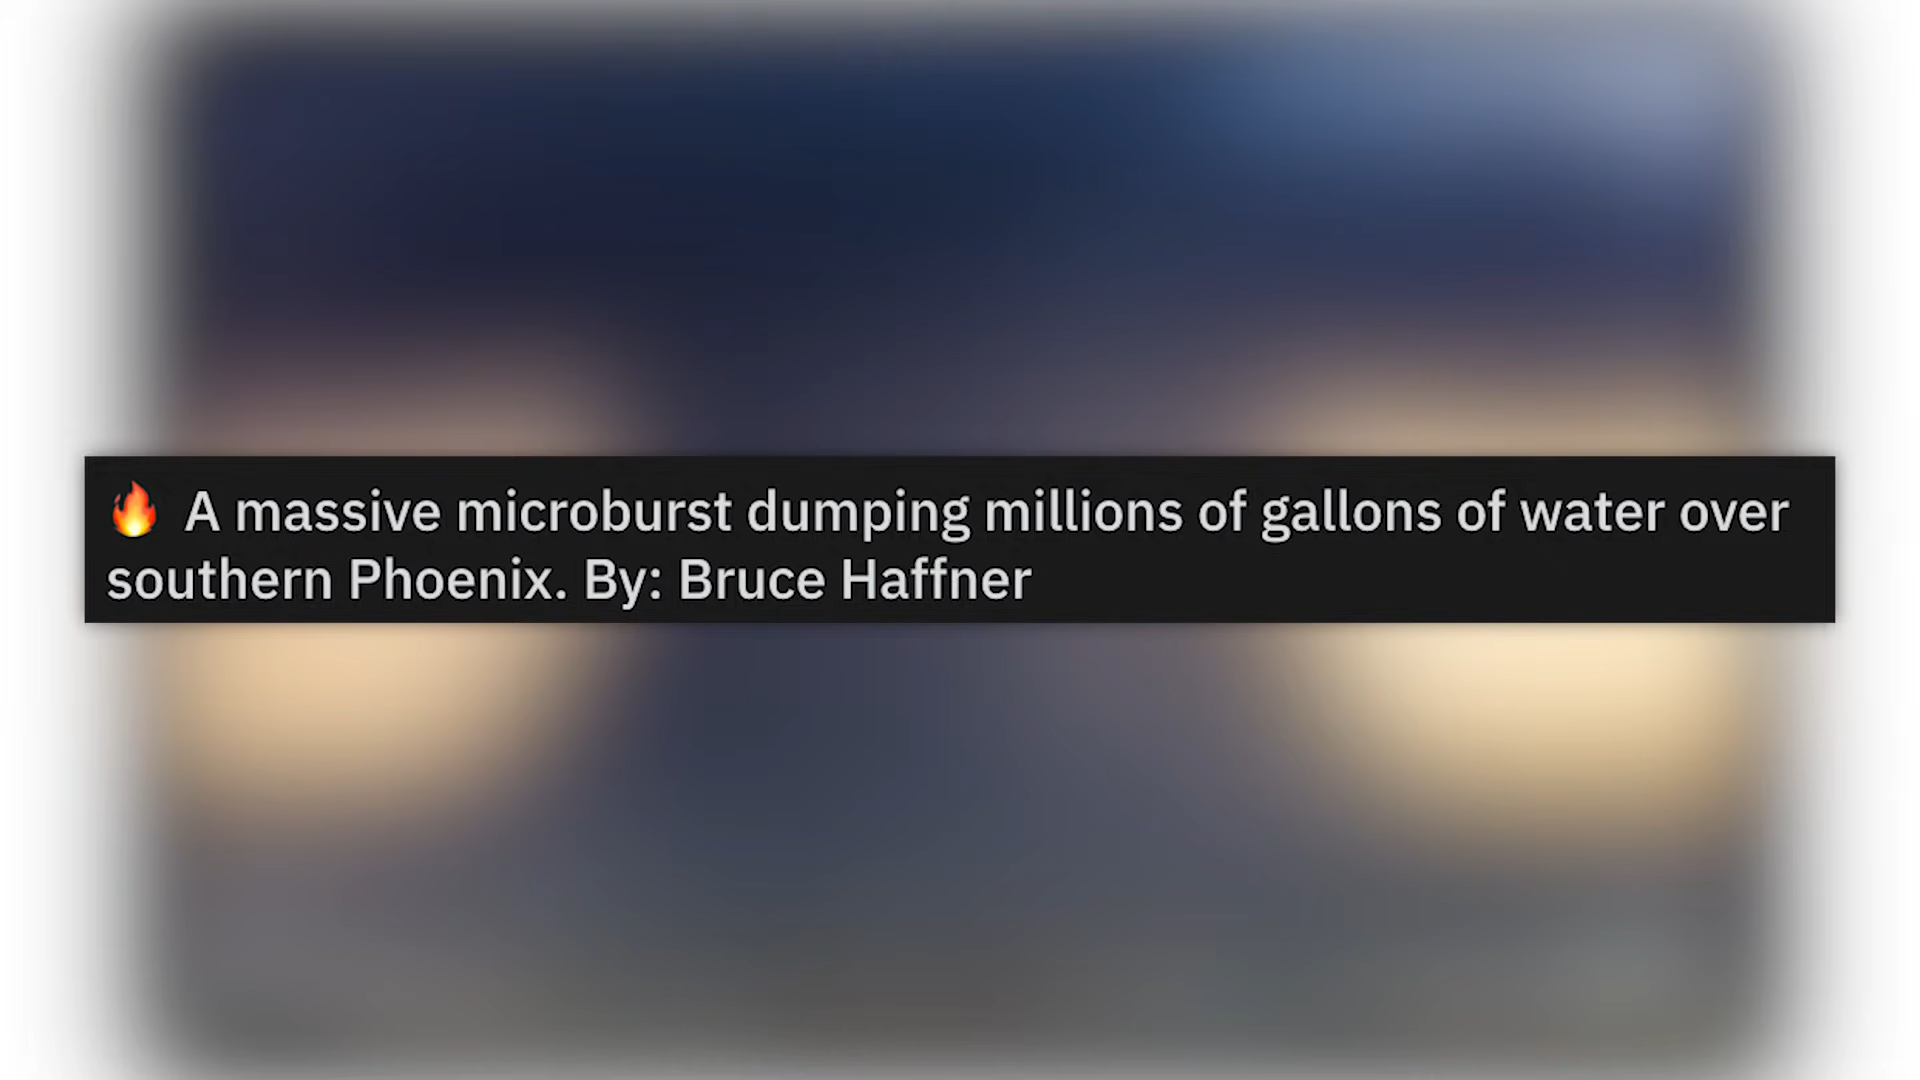 🔥 A massive microburst dumping millions of gallons of water over
southern Phoenix. By: Bruce Haffner